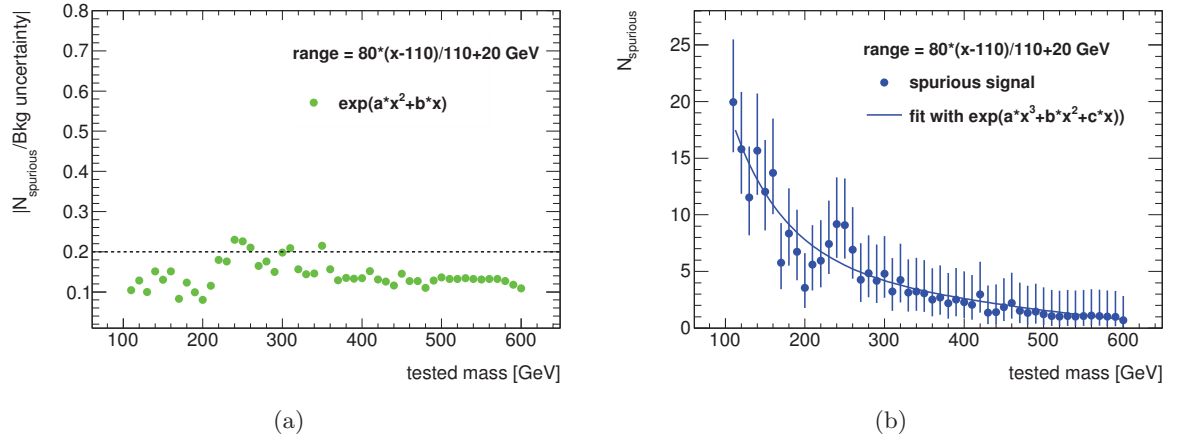 |N_spurious/Bkg uncertainty|
0.8
0.7
0.6
0.5
0.4
0.3
0.2
0.1
range = 80*(x-110)/110+20 GeV
exp(a*x^2+b*x)
100 200 300 400 500 600
tested mass [GeV]
(a)
N_spurious
25
20
15
10
5
0
range = 80*(x-110)/110+20 GeV
spurious signal
fit with exp(a*x^3+b*x^2+c*x))
100 200 300 400 500 600
tested mass [GeV]
(b)